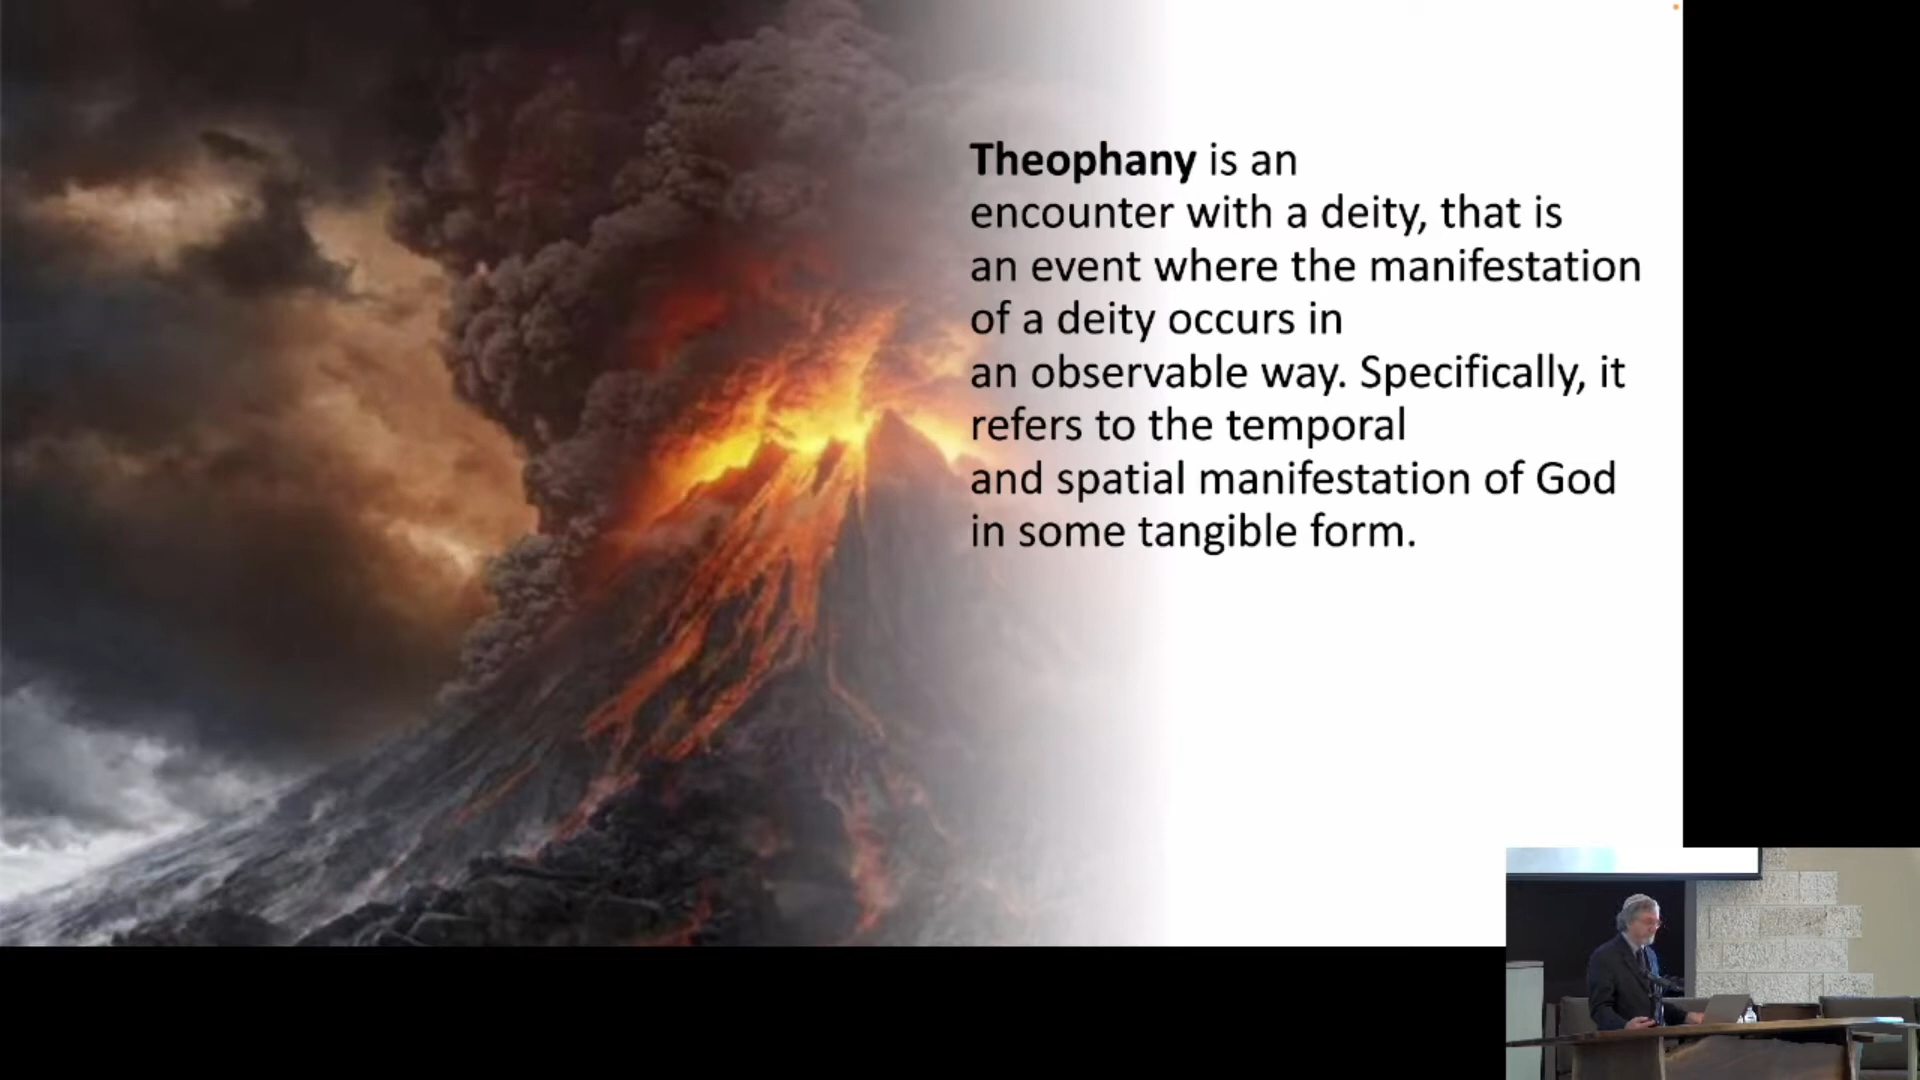 Theophany is an
encounter with a deity, that is
an event where the manifestation
of a deity occurs in
an observable way. Specifically, it
refers to the temporal
and spatial manifestation of God
in some tangible form.